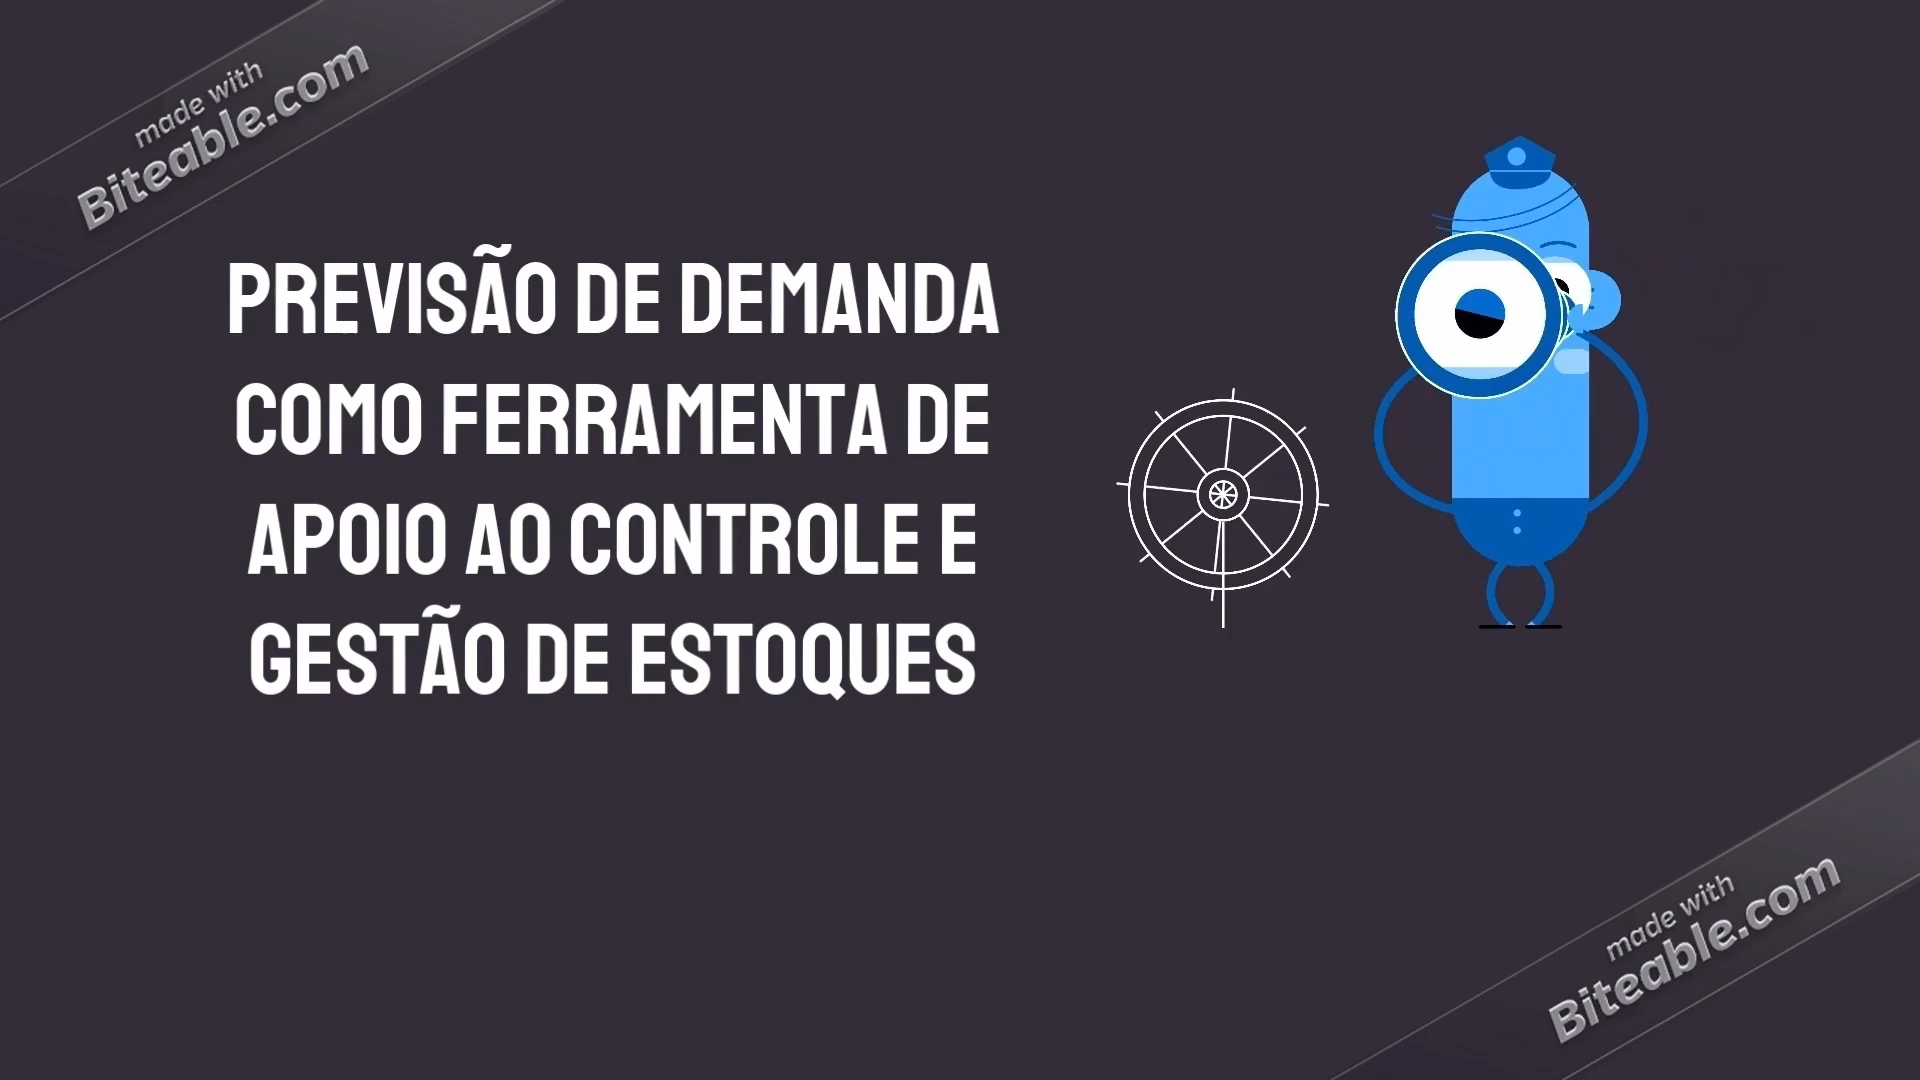 made with
Biteable.com
PREVISÃO DE DEMANDA
COMO FERRAMENTA DE
APOIO AO CONTROLE E
GESTÃO DE ESTOQUES
made with
Biteable.com